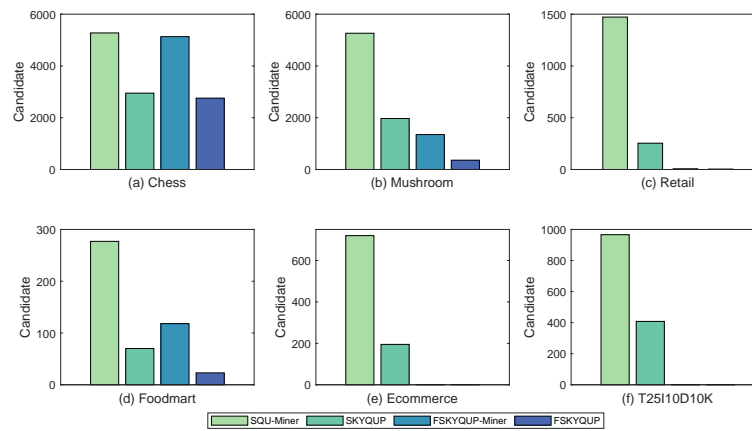 6000
4000
2000
0
Candidate
(a) Chess
6000
4000
2000
0
Candidate
(b) Mushroom
1500
1000
500
0
Candidate
(c) Retail
300
200
100
0
Candidate
(d) Foodmart
600
400
200
0
Candidate
(e) Ecommerce
1000
800
600
400
200
0
Candidate
(f) T25I10D10K
SQU-Miner SKYQUP FSKYQUP-Miner FSKYQUP